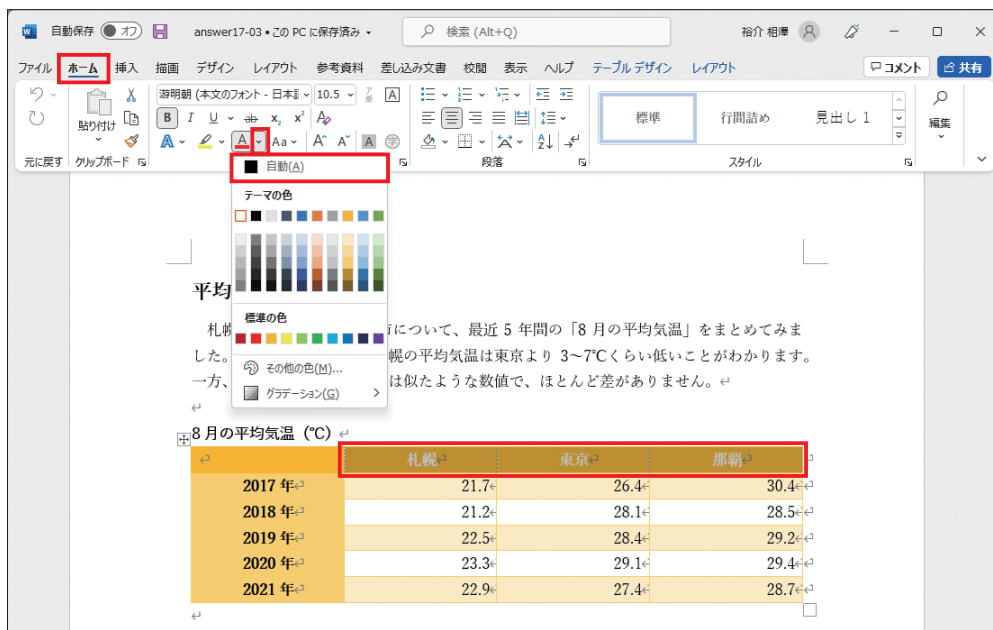 自動保存 オフ answer17-03 • この PC に保存済み 検索 (Alt+Q) 裕介 相澤
ファイル ホーム 挿入 描画 デザイン レイアウト 参考資料 差し込み文書 校閲 表示 ヘルプ テーブル デザイン レイアウト コメント 共有
貼り付け 游明朝 (本文のフォント - 日本語 10.5 A
B I U ab x₂ x² A 標準 行間詰め 見出し 1 編集
A A Aa A A A 字
元に戻す クリップボード 段落 スタイル
自動(A)
テーマの色
標準の色
その他の色(M)...
グラデーション(G)
平均
札幌 について、最近 5 年間の「8 月の平均気温」をまとめてみま
した。 幌の平均気温は東京より 3～7℃くらい低いことがわかります。
一方、 は似たような数値で、ほとんど差がありません。
8 月の平均気温（℃）
札幌 東京 那覇
2017 年 21.7 26.4 30.4
2018 年 21.2 28.1 28.5
2019 年 22.5 28.4 29.2
2020 年 23.3 29.1 29.4
2021 年 22.9 27.4 28.7